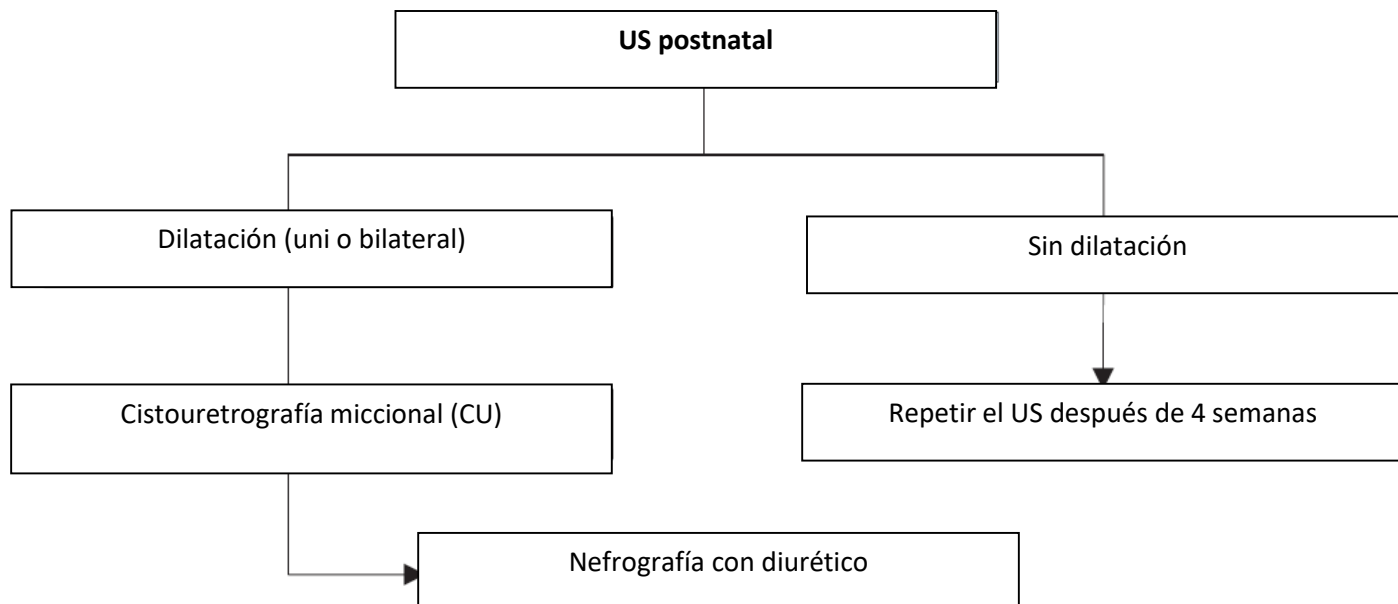 US postnatal
Dilatación (uni o bilateral)
Sin dilatación
Cistouretrografía miccional (CU)
Repetir el US después de 4 semanas
Nefrografía con diurético